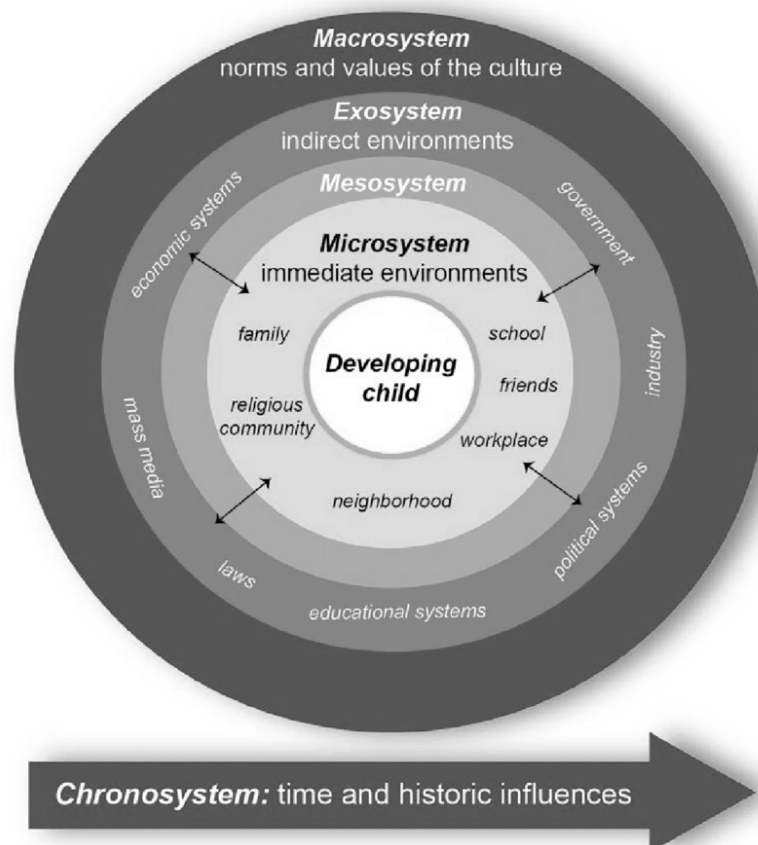 Macrosystem
norms and values of the culture
Exosystem
indirect environments
Mesosystem
Microsystem
immediate environments
economic systems
government
family
school
Developing
child
industry
friends
religious
community
mass media
workplace
neighborhood
political systems
laws
educational systems
Chronosystem: time and historic influences